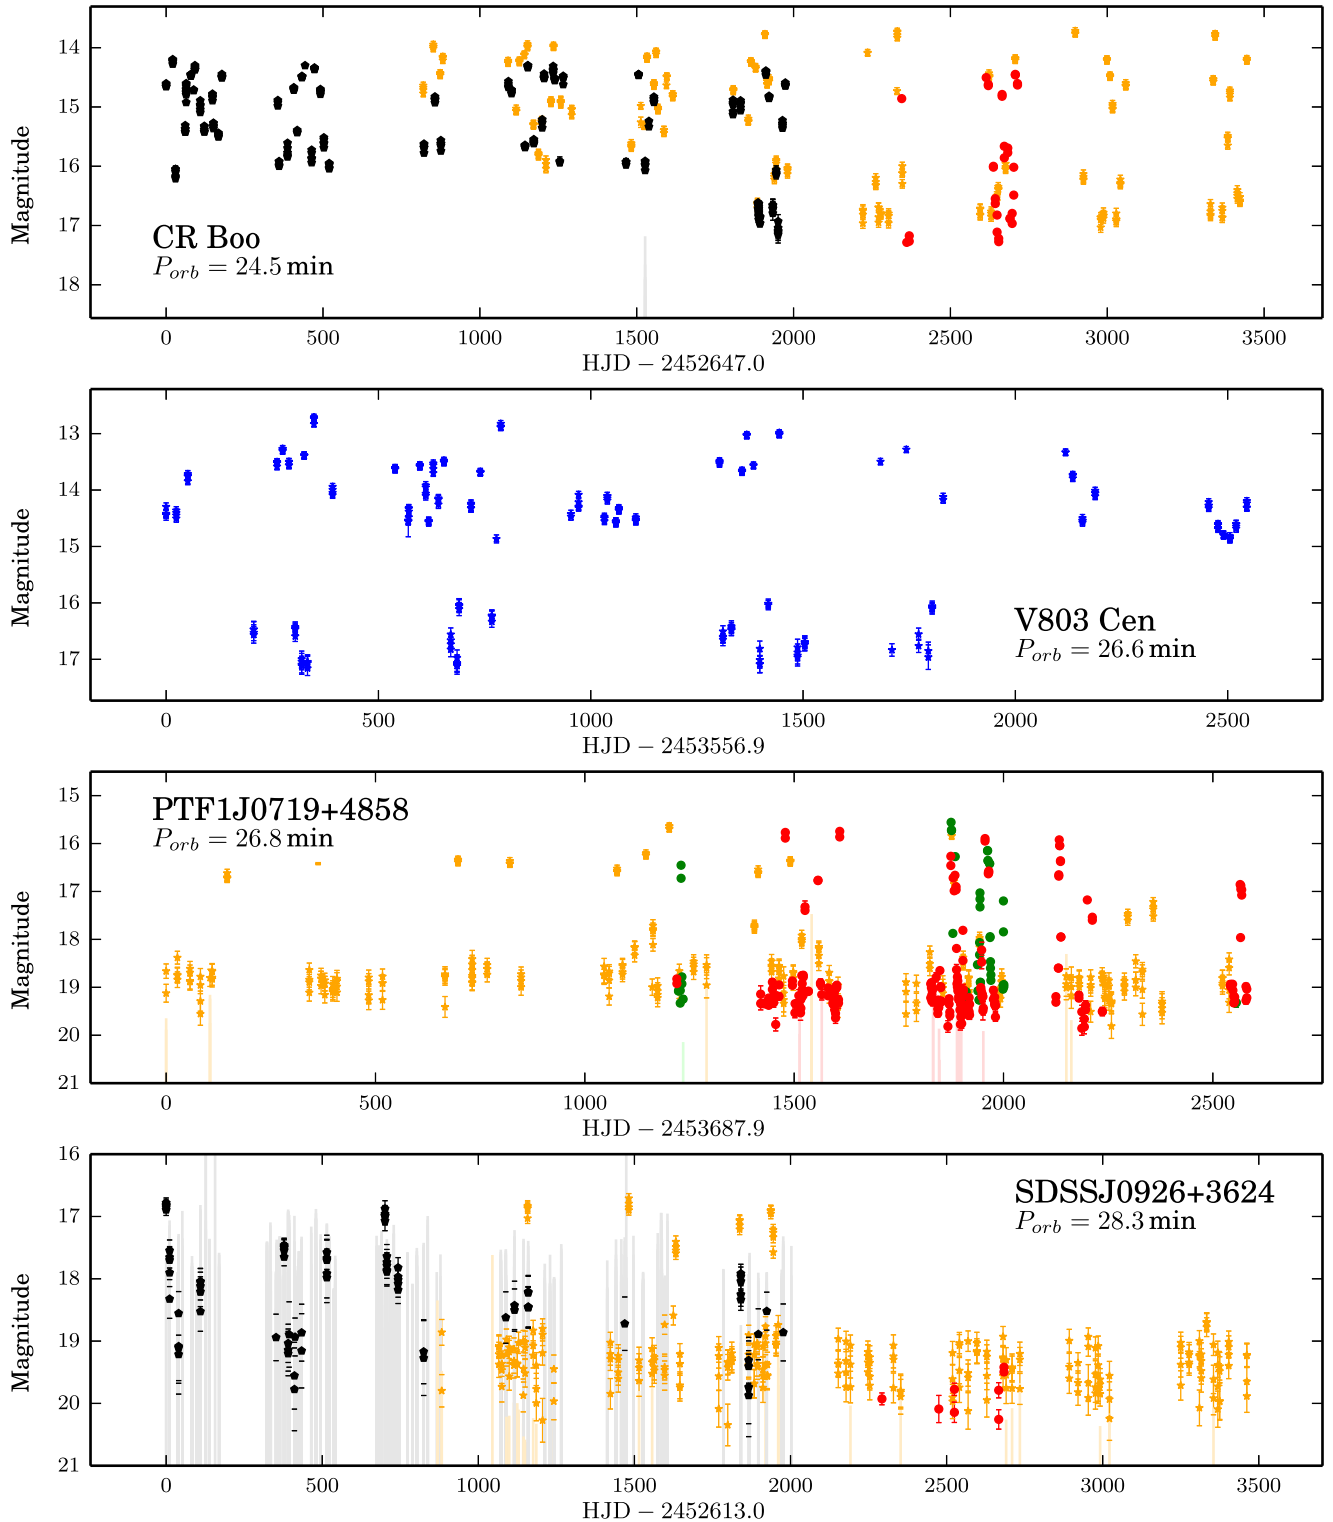 14
15
16
17
18
Magnitude
CR Boo
P_orb = 24.5 min
0 500 1000 1500 2000 2500 3000 3500
HJD − 2452647.0
13
14
15
16
17
Magnitude
V803 Cen
P_orb = 26.6 min
0 500 1000 1500 2000 2500
HJD − 2453556.9
15
16
17
18
19
20
21
Magnitude
PTF1J0719+4858
P_orb = 26.8 min
0 500 1000 1500 2000 2500
HJD − 2453687.9
16
17
18
19
20
21
Magnitude
SDSSJ0926+3624
P_orb = 28.3 min
0 500 1000 1500 2000 2500 3000 3500
HJD − 2452613.0